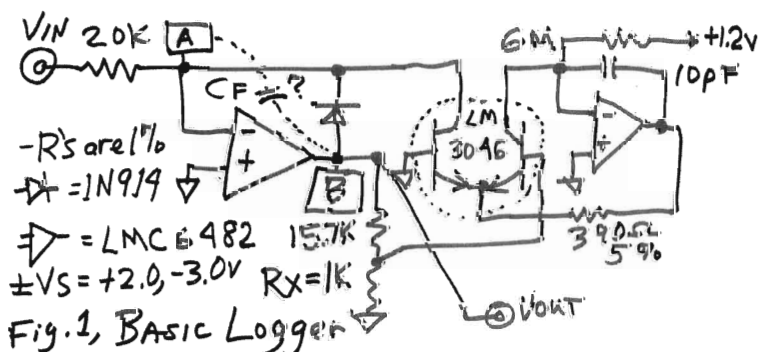 VIN 20K A 6M +1.2V
CF ? 10pF
- + LM - +
3046
-R's are 1%
=1N914 B
=LMC6482 15.7K 390Ω
5%
±VS=+2.0,-3.0V RX=1K
VOUT
Fig.1, BASIC Logger